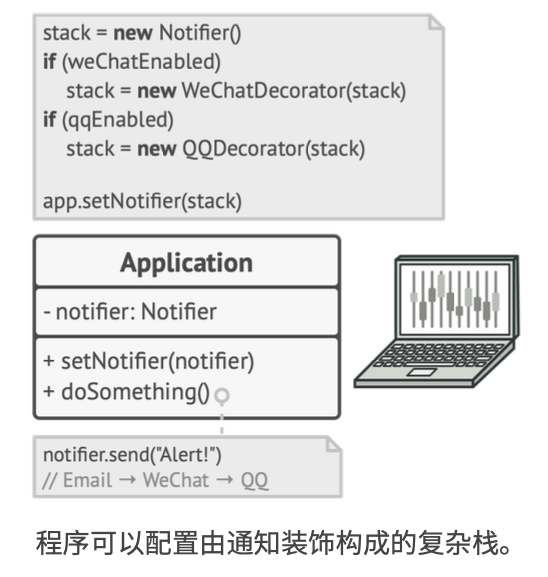 stack = new Notifier()
if (weChatEnabled)
stack = new WeChatDecorator(stack)
if (qqEnabled)
stack = new QQDecorator(stack)
app.setNotifier(stack)
Application
- notifier: Notifier
+ setNotifier(notifier)
+ doSomething()
notifier.send("Alert!")
// Email → WeChat → QQ
程序可以配置由通知装饰构成的复杂栈。